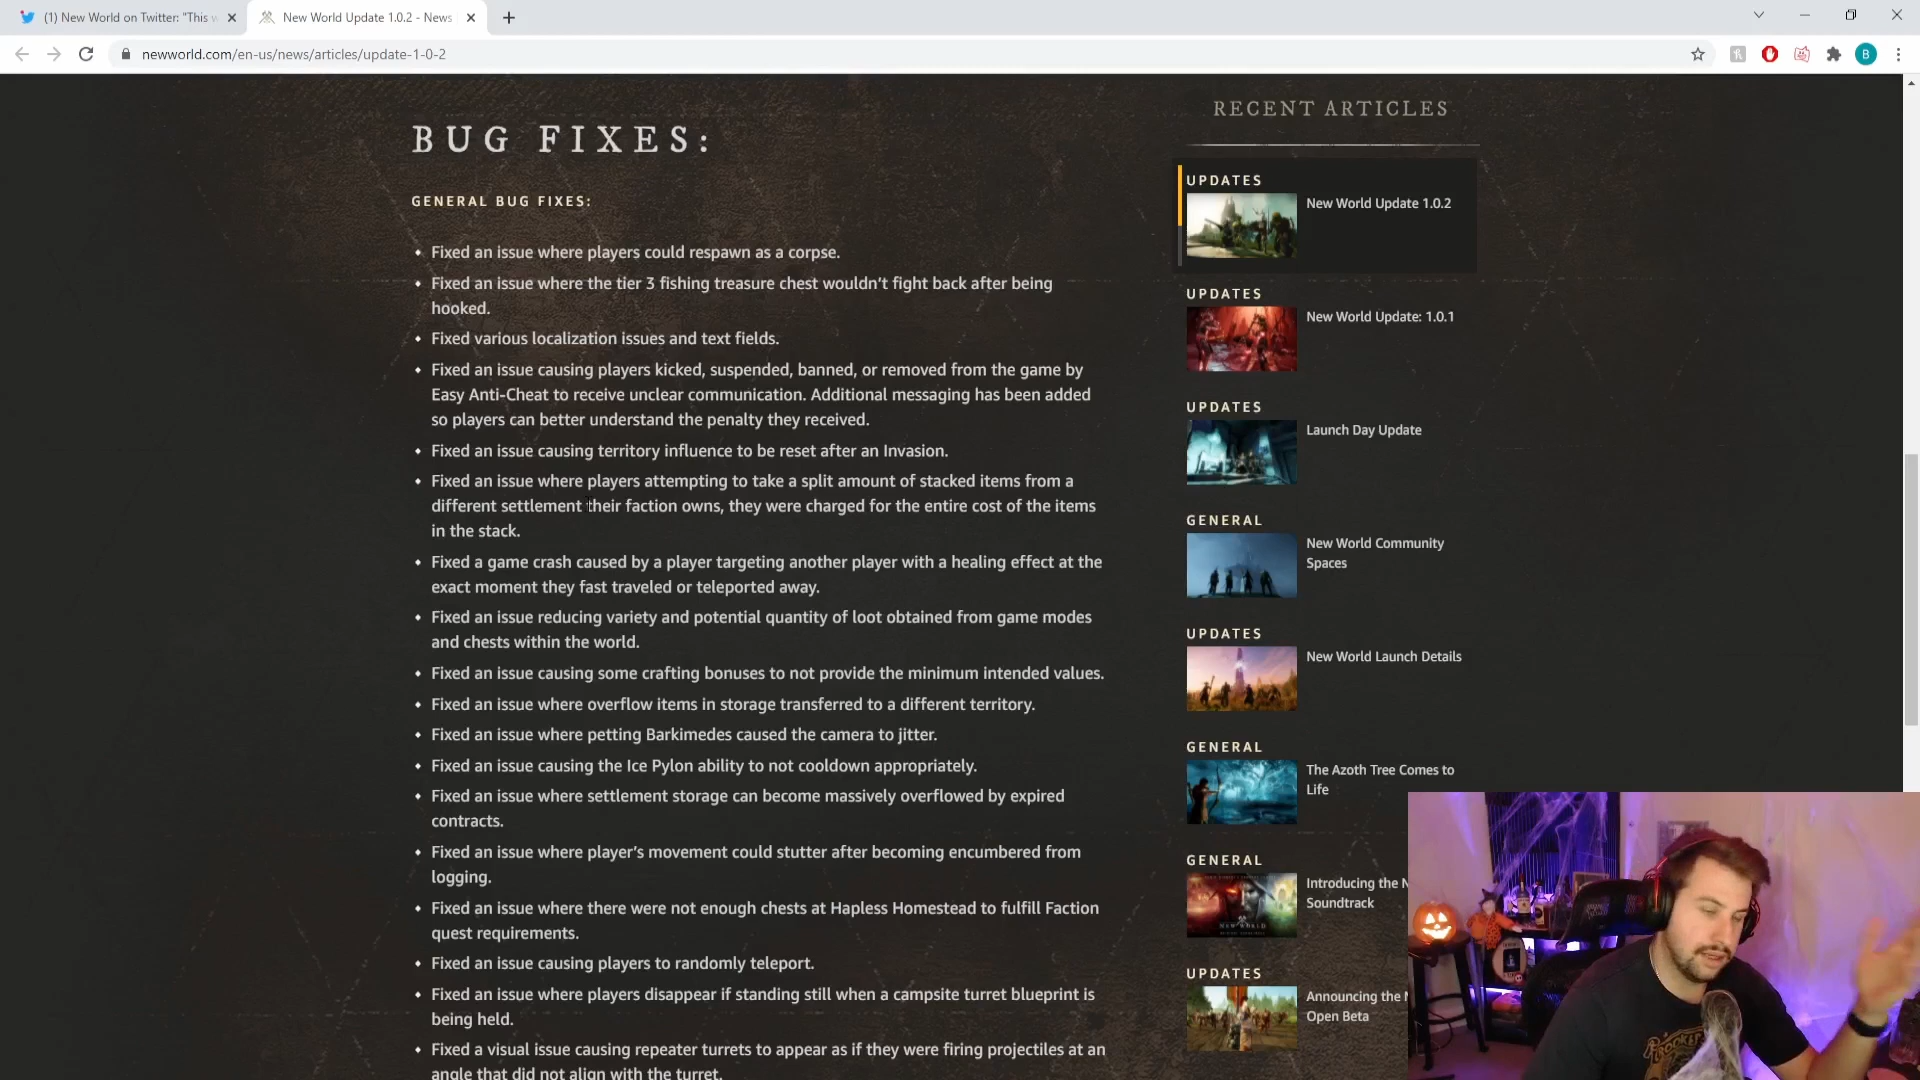 (1) New World on Twitter: "This w
New World Update 1.0.2 - News
newworld.com/en-us/news/articles/update-1-0-2
B
BUG FIXES:
GENERAL BUG FIXES:
Fixed an issue where players could respawn as a corpse.
Fixed an issue where the tier 3 fishing treasure chest wouldn’t fight back after being
hooked.
Fixed various localization issues and text fields.
Fixed an issue causing players kicked, suspended, banned, or removed from the game by
Easy Anti-Cheat to receive unclear communication. Additional messaging has been added
so players can better understand the penalty they received.
Fixed an issue causing territory influence to be reset after an Invasion.
Fixed an issue where players attempting to take a split amount of stacked items from a
different settlement their faction owns, they were charged for the entire cost of the items
in the stack.
Fixed a game crash caused by a player targeting another player with a healing effect at the
exact moment they fast traveled or teleported away.
Fixed an issue reducing variety and potential quantity of loot obtained from game modes
and chests within the world.
Fixed an issue causing some crafting bonuses to not provide the minimum intended values.
Fixed an issue where overflow items in storage transferred to a different territory.
Fixed an issue where petting Barkimedes caused the camera to jitter.
Fixed an issue causing the Ice Pylon ability to not cooldown appropriately.
Fixed an issue where settlement storage can become massively overflowed by expired
contracts.
Fixed an issue where player’s movement could stutter after becoming encumbered from
logging.
Fixed an issue where there were not enough chests at Hapless Homestead to fulfill Faction
quest requirements.
Fixed an issue causing players to randomly teleport.
Fixed an issue where players disappear if standing still when a campsite turret blueprint is
being held.
Fixed a visual issue causing repeater turrets to appear as if they were firing projectiles at an
angle that did not align with the turret.
RECENT ARTICLES
UPDATES
New World Update 1.0.2
UPDATES
New World Update: 1.0.1
UPDATES
Launch Day Update
GENERAL
New World Community
Spaces
UPDATES
New World Launch Details
GENERAL
The Azoth Tree Comes to
Life
GENERAL
Introducing the N
Soundtrack
NEW WORLD
UPDATES
Announcing the N
Open Beta